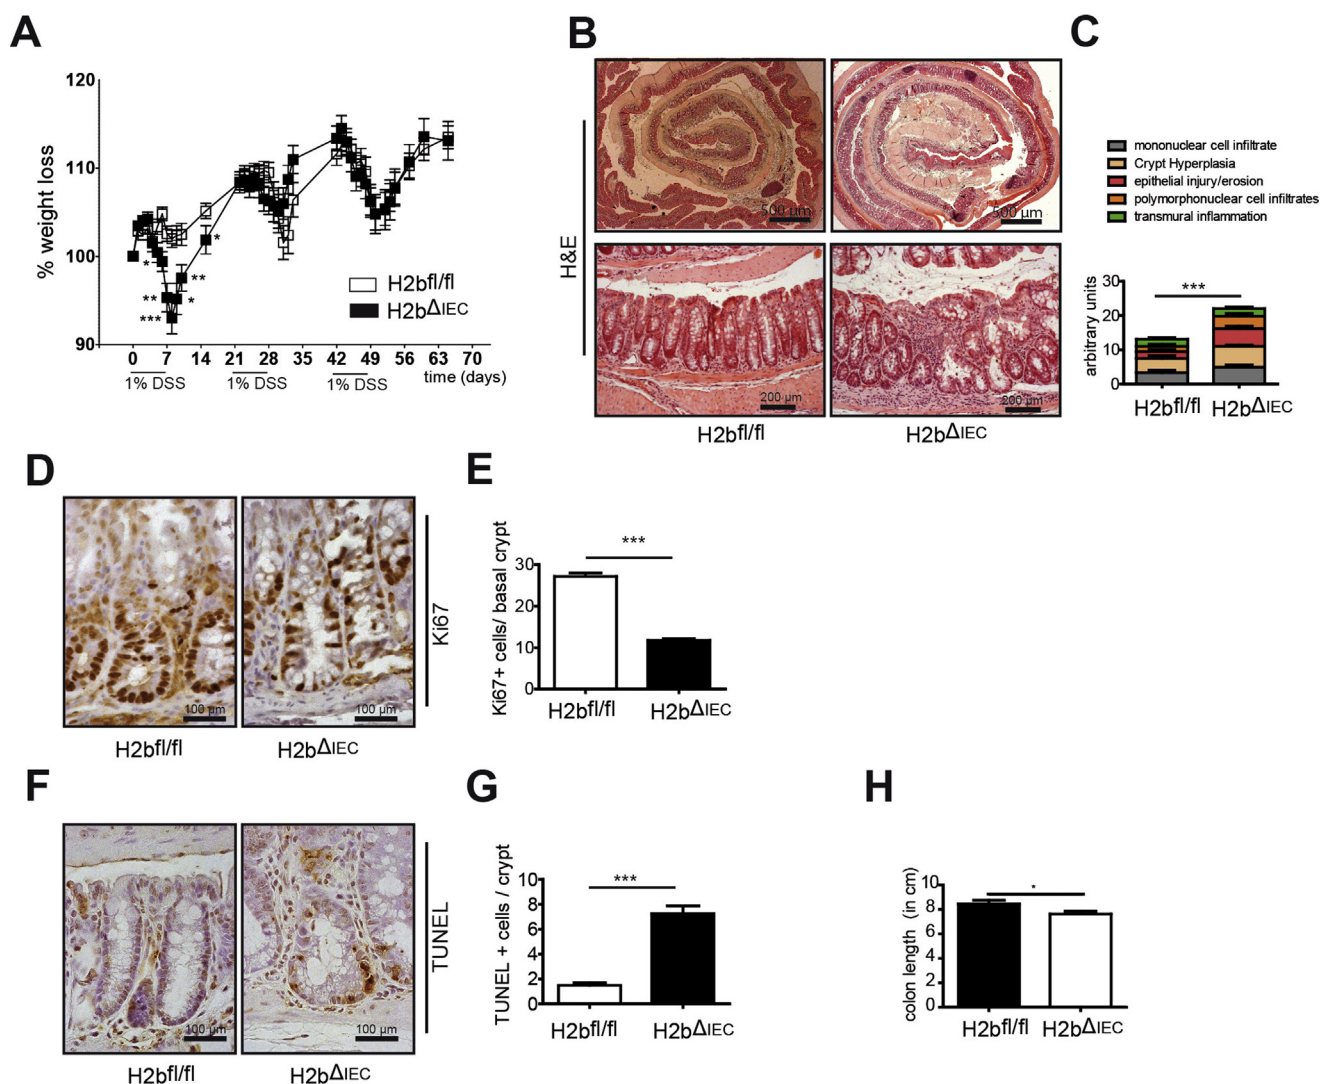 A
% weight loss
120
110
100
90
*
**
***
**
*
*
H2bfl/fl
H2bΔIEC
0 7 14 21 28 35 42 49 56 63 70
time (days)
1% DSS 1% DSS 1% DSS
B
H&E
500 µm 500 µm
200 µm 200 µm
H2bfl/fl H2bΔIEC
C
mononuclear cell infiltrate
Crypt Hyperplasia
epithelial injury/erosion
polymorphonuclear cell infiltrates
transmural inflammation
arbitrary units
30
20
10
0
***
H2bfl/fl H2bΔIEC
D
Ki67
100 µm 100 µm
H2bfl/fl H2bΔIEC
E
Ki67+ cells/ basal crypt
30
20
10
0
***
H2bfl/fl H2bΔIEC
F
TUNEL
100 µm 100 µm
H2bfl/fl H2bΔIEC
G
TUNEL + cells / crypt
10
8
6
4
2
0
***
H2bfl/fl H2bΔIEC
H
colon length (in cm)
10
8
6
4
2
0
*
H2bfl/fl H2bΔIEC